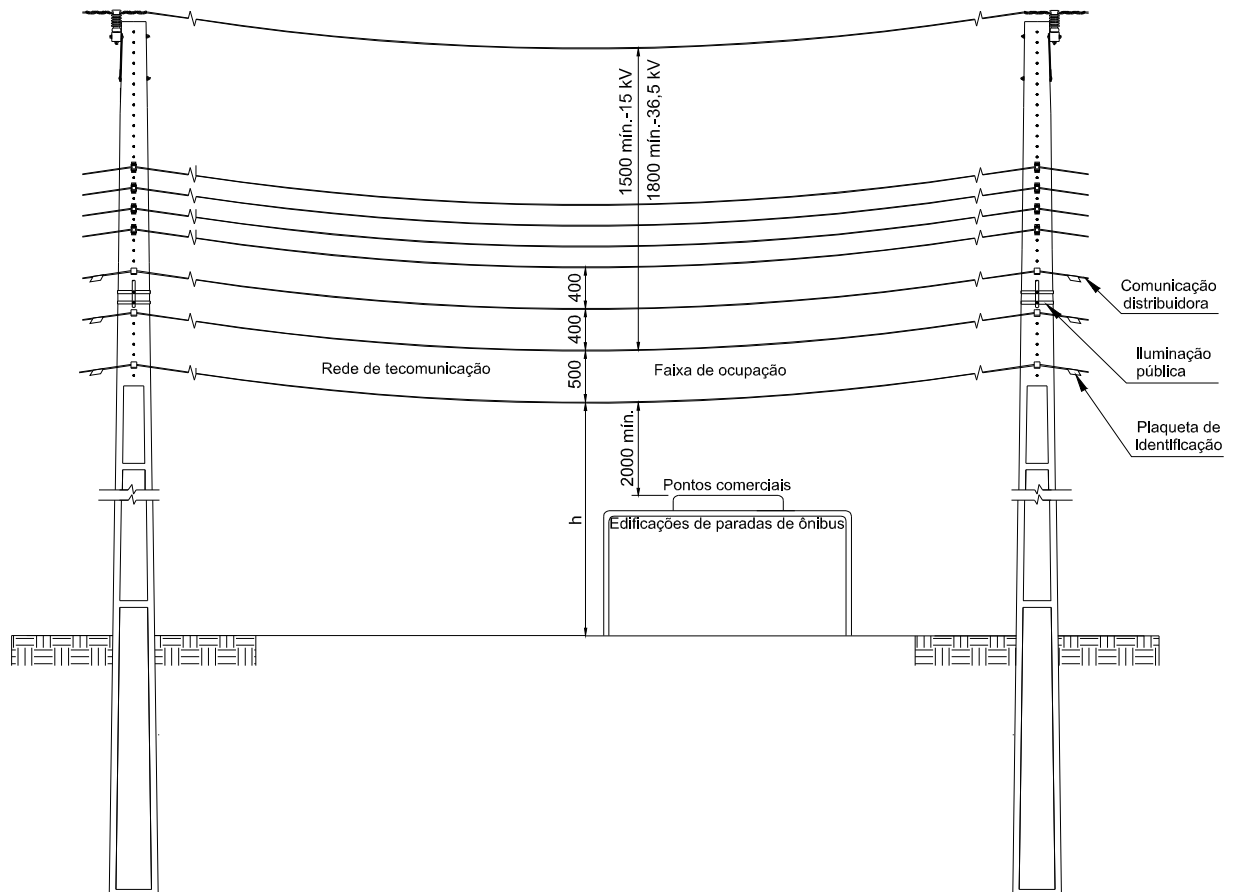 1500 mín.-15 kV
1800 mín.-36,5 kV
400
400
500
Rede de tecomunicação
Faixa de ocupação
Comunicação
distribuidora
Iluminação
pública
Plaqueta de
identificação
2000 mín.
h
Pontos comerciais
Edificações de paradas de ônibus